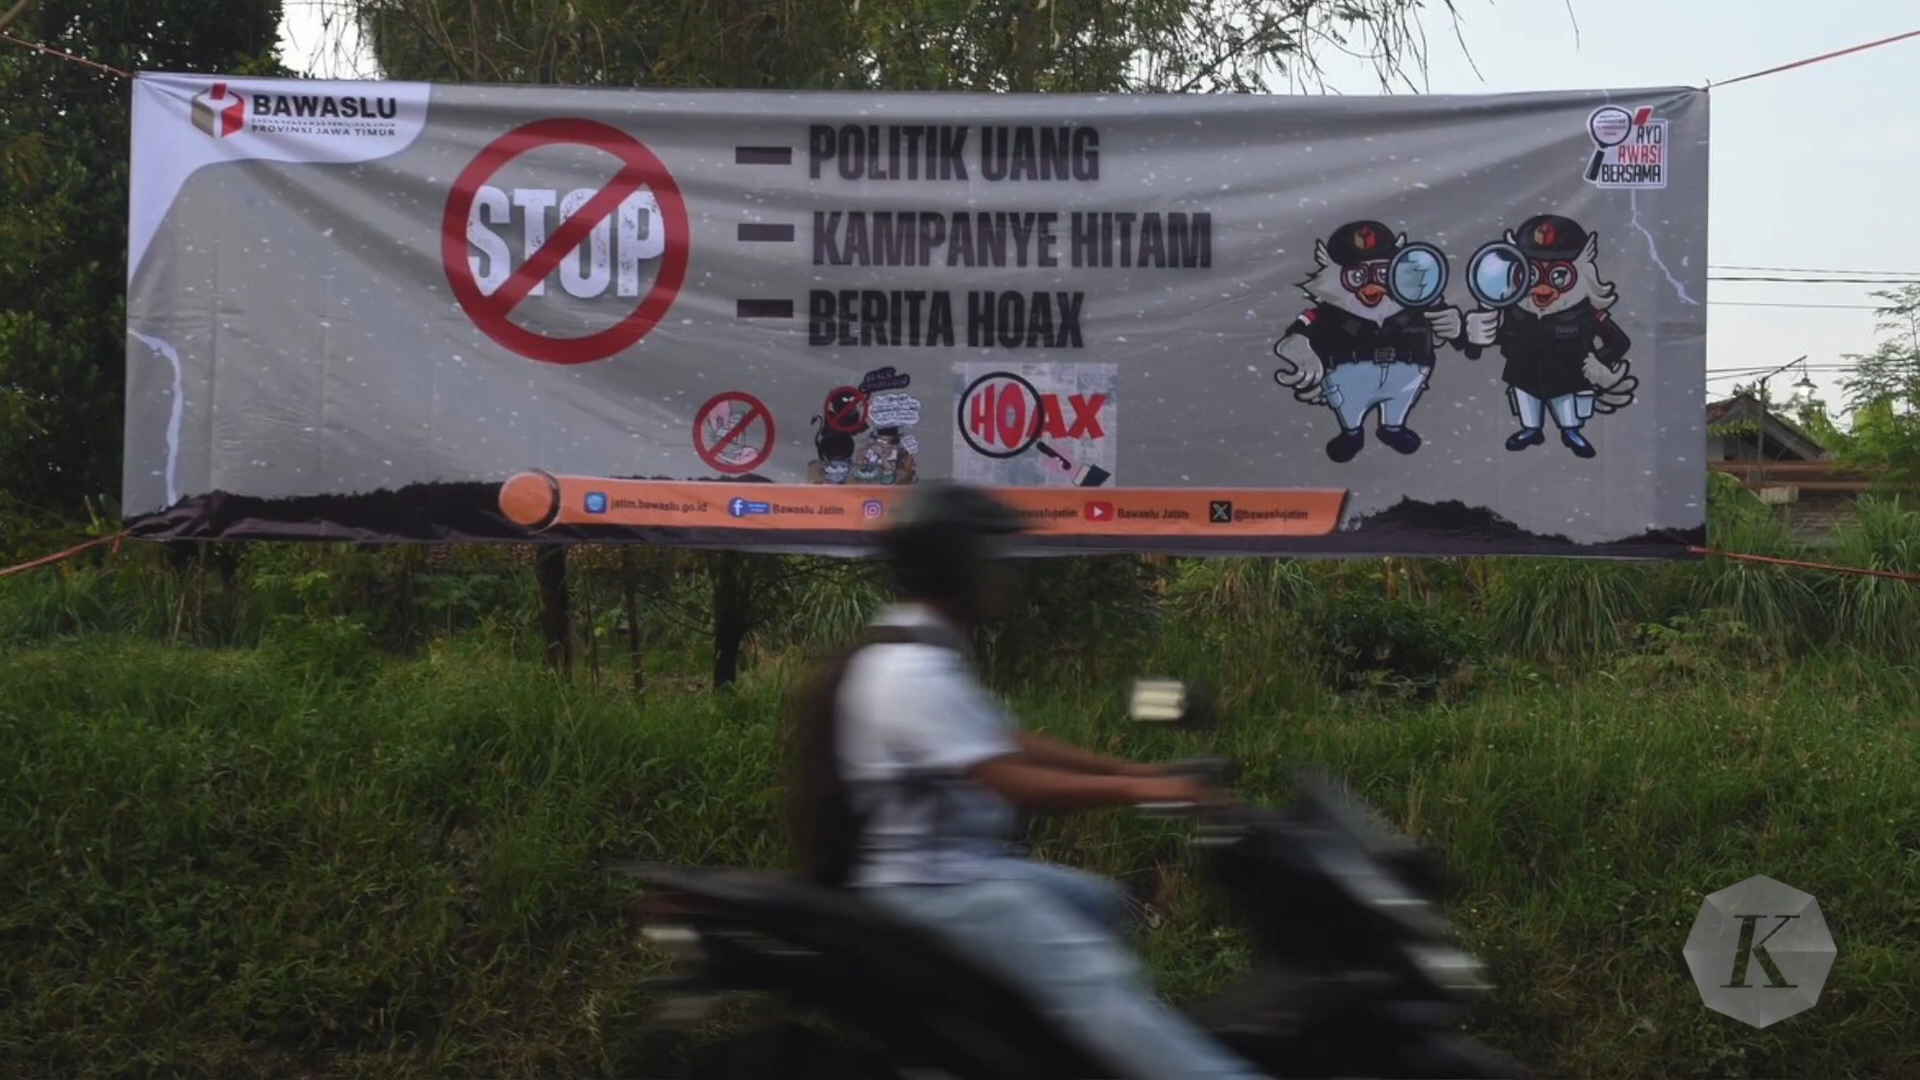 BAWASLU
BADAN PENGAWAS PEMILIHAN UMUM
PROVINSI JAWA TIMUR
STOP
POLITIK UANG
KAMPANYE HITAM
BERITA HOAX
AYO
AWASI
BERSAMA
HOAX
jatim.bawaslu.go.id
Bawaslu Jatim
Bawaslu Jatim
@bawaslujatim
K